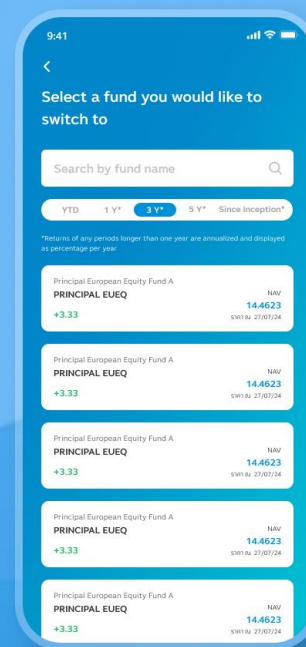 9:41
Select a fund you would like to
switch to
Search by fund name
YTD 1 Y* 3 Y* 5 Y* Since Inception*
*Returns of any periods longer than one year are annualized and displayed
as percentage per year
Principal European Equity Fund A
PRINCIPAL EUEQ NAV
14.4623
+3.33 ราคา ณ 27/07/24
Principal European Equity Fund A
PRINCIPAL EUEQ NAV
14.4623
+3.33 ราคา ณ 27/07/24
Principal European Equity Fund A
PRINCIPAL EUEQ NAV
14.4623
+3.33 ราคา ณ 27/07/24
Principal European Equity Fund A
PRINCIPAL EUEQ NAV
14.4623
+3.33 ราคา ณ 27/07/24
Principal European Equity Fund A
PRINCIPAL EUEQ NAV
14.4623
+3.33 ราคา ณ 27/07/24